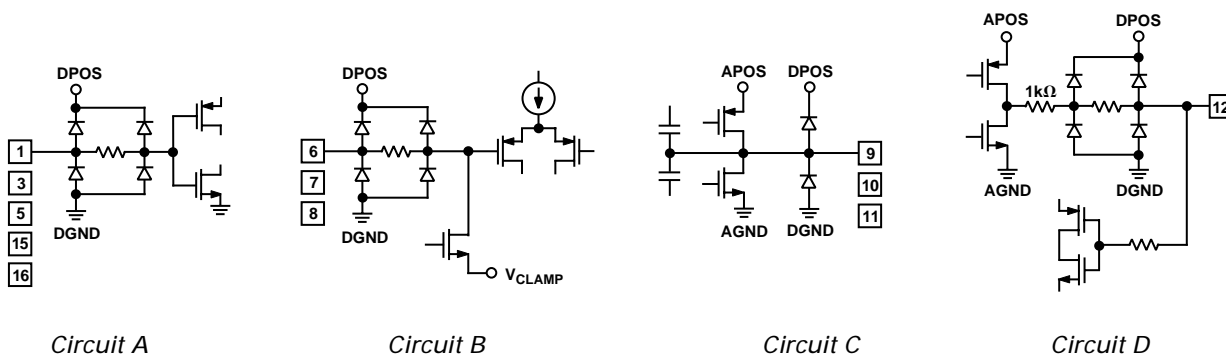 DPOS
1
3
5
15
16
DGND
Circuit A
DPOS
6
7
8
DGND
VCLAMP
Circuit B
APOS
DPOS
9
10
11
AGND
DGND
Circuit C
APOS
DPOS
1kΩ
12
AGND
DGND
Circuit D